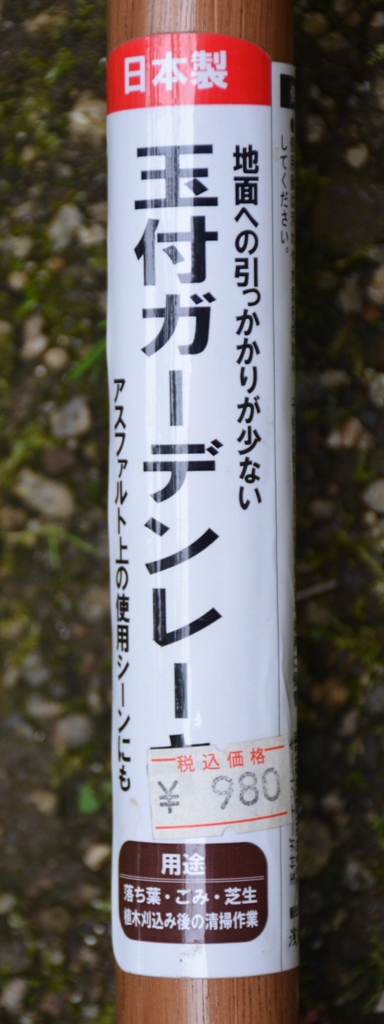 日本製
地面への引っかかりが少ない
玉付ガーデンレー
アスファルト上の使用シーンにも
税込価格
¥ 980
用途
落ち葉・ごみ・芝生
植木刈込み後の清掃作業
してください。